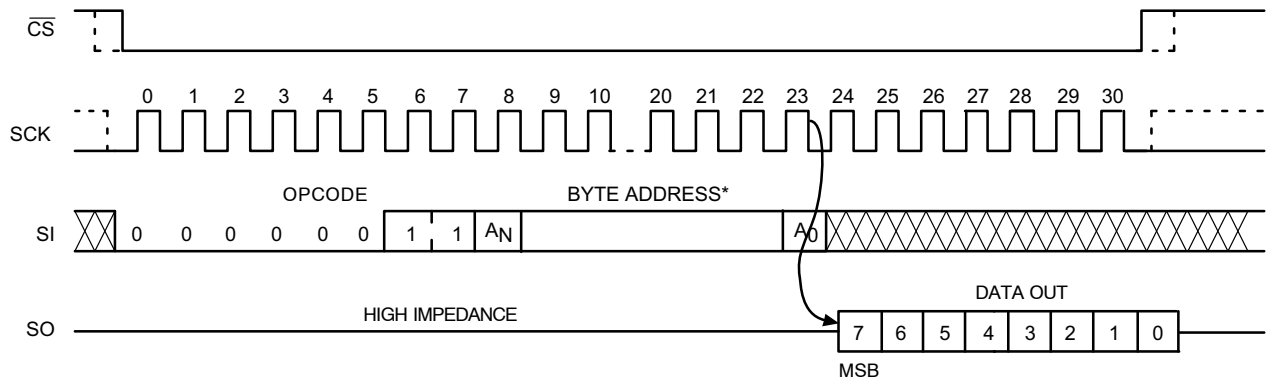 CS
0 1 2 3 4 5 6 7 8 9 10 20 21 22 23 24 25 26 27 28 29 30
SCK
OPCODE BYTE ADDRESS*
SI 0 0 0 0 0 0 1 1 AN A0
DATA OUT
HIGH IMPEDANCE
SO 7 6 5 4 3 2 1 0
MSB